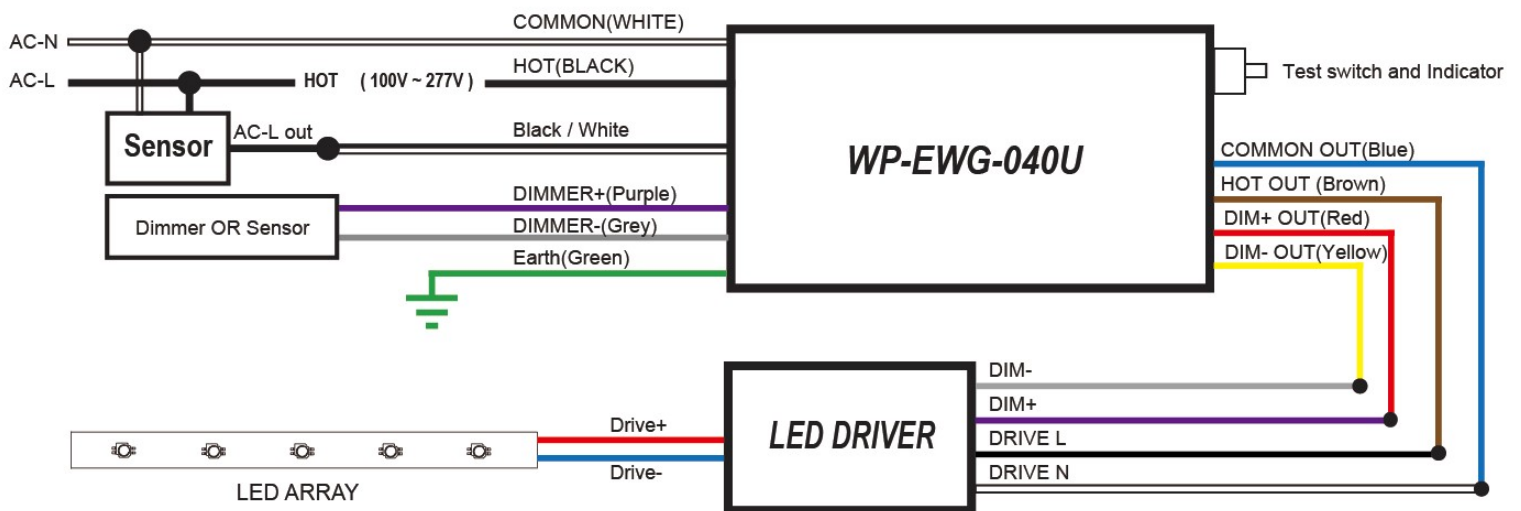 COMMON(WHITE)
AC-N
HOT(BLACK)
AC-L
HOT (100V ~ 277V)
Test switch and Indicator
Sensor
AC-L out
Black / White
WP-EWG-040U
COMMON OUT(Blue)
DIMMER+(Purple)
HOT OUT (Brown)
Dimmer OR Sensor
DIMMER-(Grey)
DIM+ OUT(Red)
Earth(Green)
DIM- OUT(Yellow)
DIM-
DIM+
Drive+
LED DRIVER
DRIVE L
Drive-
DRIVE N
LED ARRAY